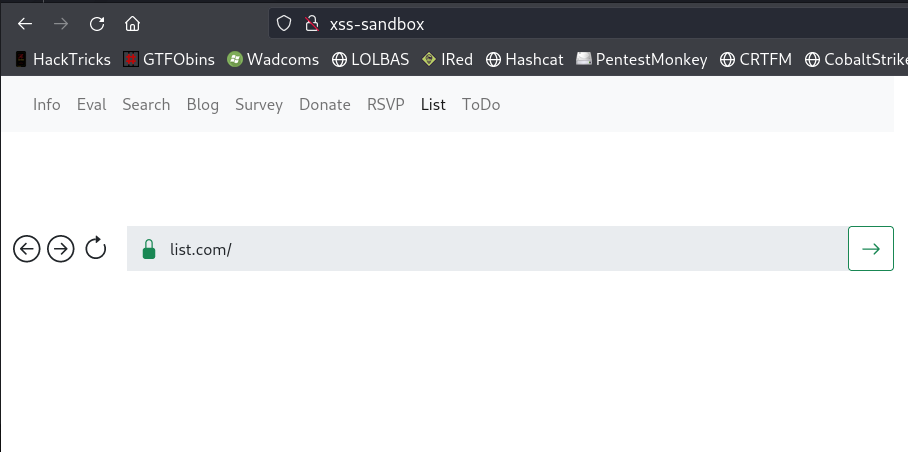 xss-sandbox
HackTricks GTFObins Wadcoms LOLBAS IRed Hashcat PentestMonkey CRTFM CobaltStrike
Info Eval Search Blog Survey Donate RSVP List ToDo
list.com/